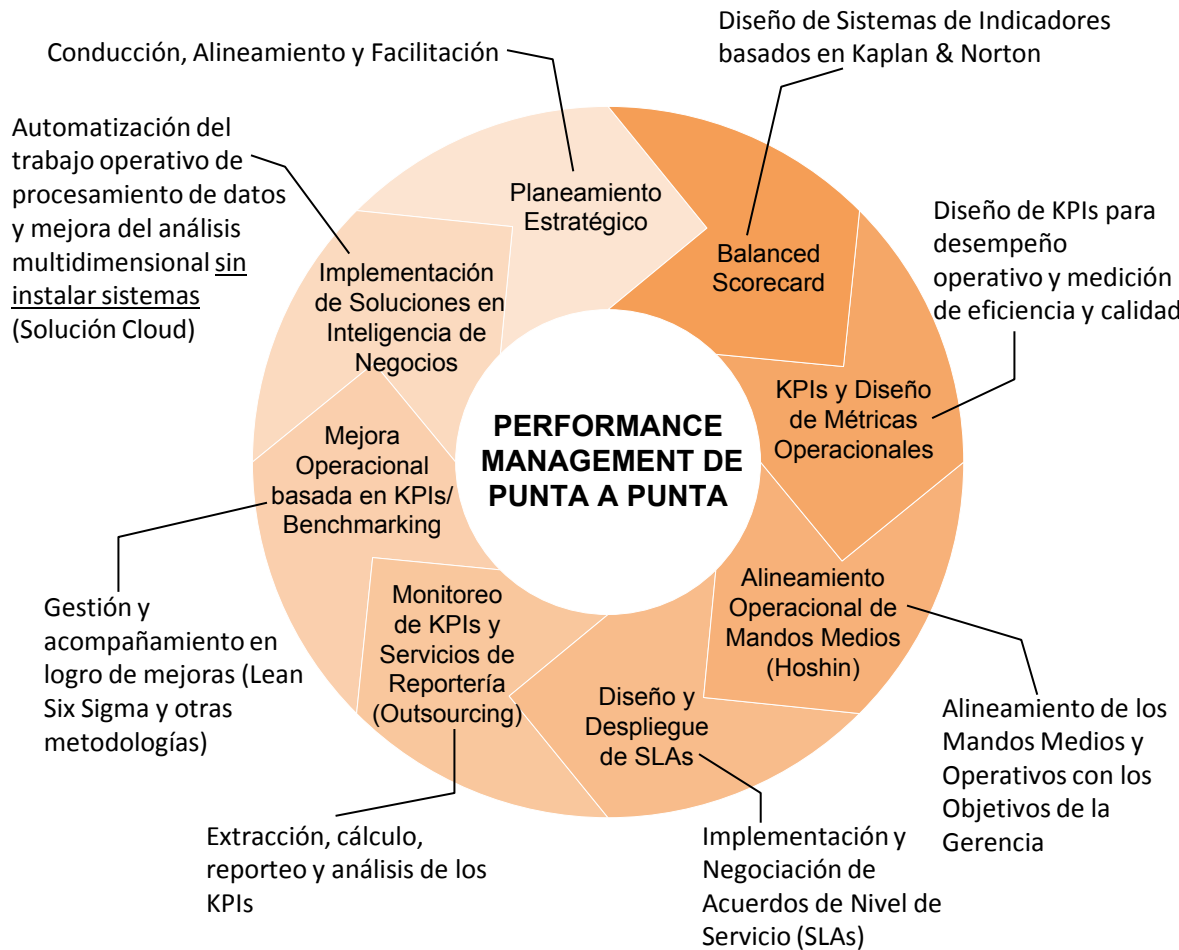 Conducción, Alineamiento y Facilitación
Diseño de Sistemas de Indicadores
basados en Kaplan & Norton
Automatización del
trabajo operativo de
procesamiento de datos
y mejora del análisis
multidimensional sin
instalar sistemas
(Solución Cloud)
Planeamiento
Estratégico
Balanced
Scorecard
Diseño de KPIs para
desempeño
operativo y medición
de eficiencia y calidad
Implementación
de Soluciones en
Inteligencia de
Negocios
KPIs y Diseño
de Métricas
Operacionales
PERFORMANCE
MANAGEMENT DE
PUNTA A PUNTA
Mejora
Operacional
basada en KPIs/
Benchmarking
Alineamiento
Operacional de
Mandos Medios
(Hoshin)
Monitoreo
de KPIs y
Servicios de
Reportería
(Outsourcing)
Diseño y
Despliegue
de SLAs
Gestión y
acompañamiento en
logro de mejoras (Lean
Six Sigma y otras
metodologías)
Alineamiento de los
Mandos Medios y
Operativos con los
Objetivos de la
Gerencia
Extracción, cálculo,
reporteo y análisis de los
KPIs
Implementación y
Negociación de
Acuerdos de Nivel de
Servicio (SLAs)